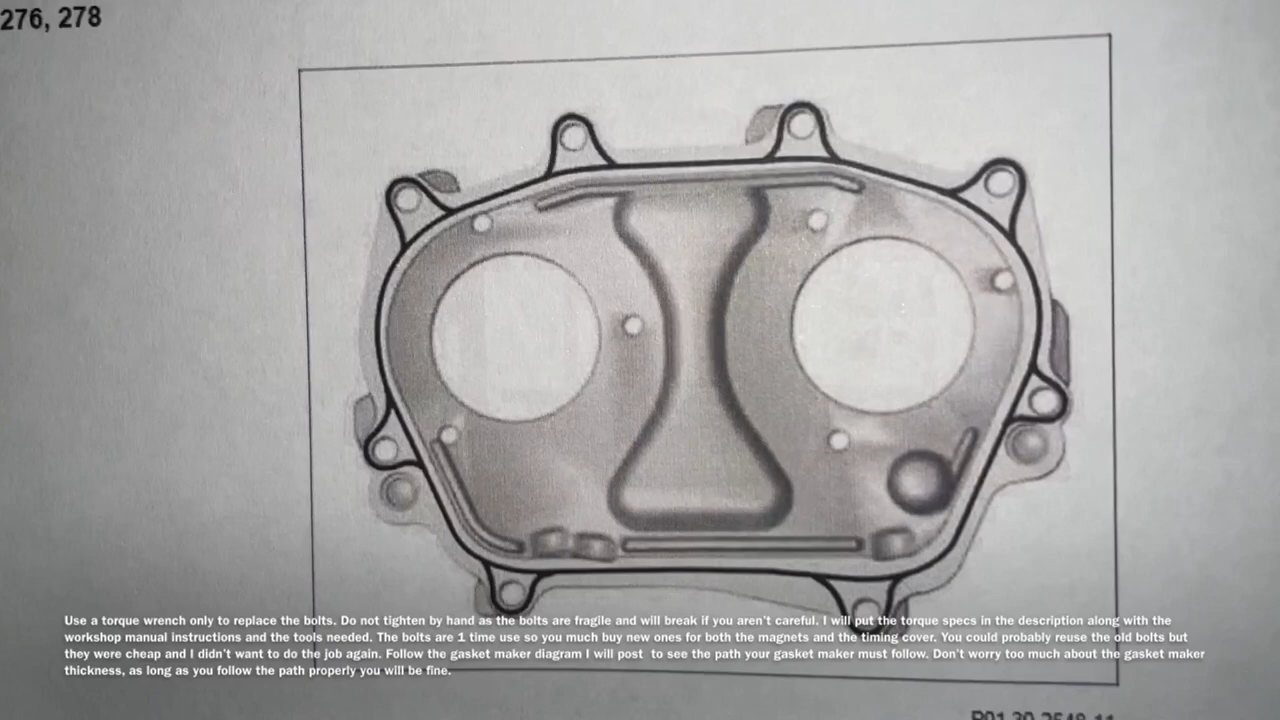 276, 278
Use a torque wrench only to replace the bolts. Do not tighten by hand as the bolts are fragile and will break if you aren't careful. I will put the torque specs in the description along with the
workshop manual instructions and the tools needed. The bolts are 1 time use so you much buy new ones for both the magnets and the timing cover. You could probably reuse the old bolts but
they were cheap and I didn't want to do the job again. Follow the gasket maker diagram I will post to see the path your gasket maker must follow. Don't worry too much about the gasket maker
thickness, as long as you follow the path properly you will be fine.